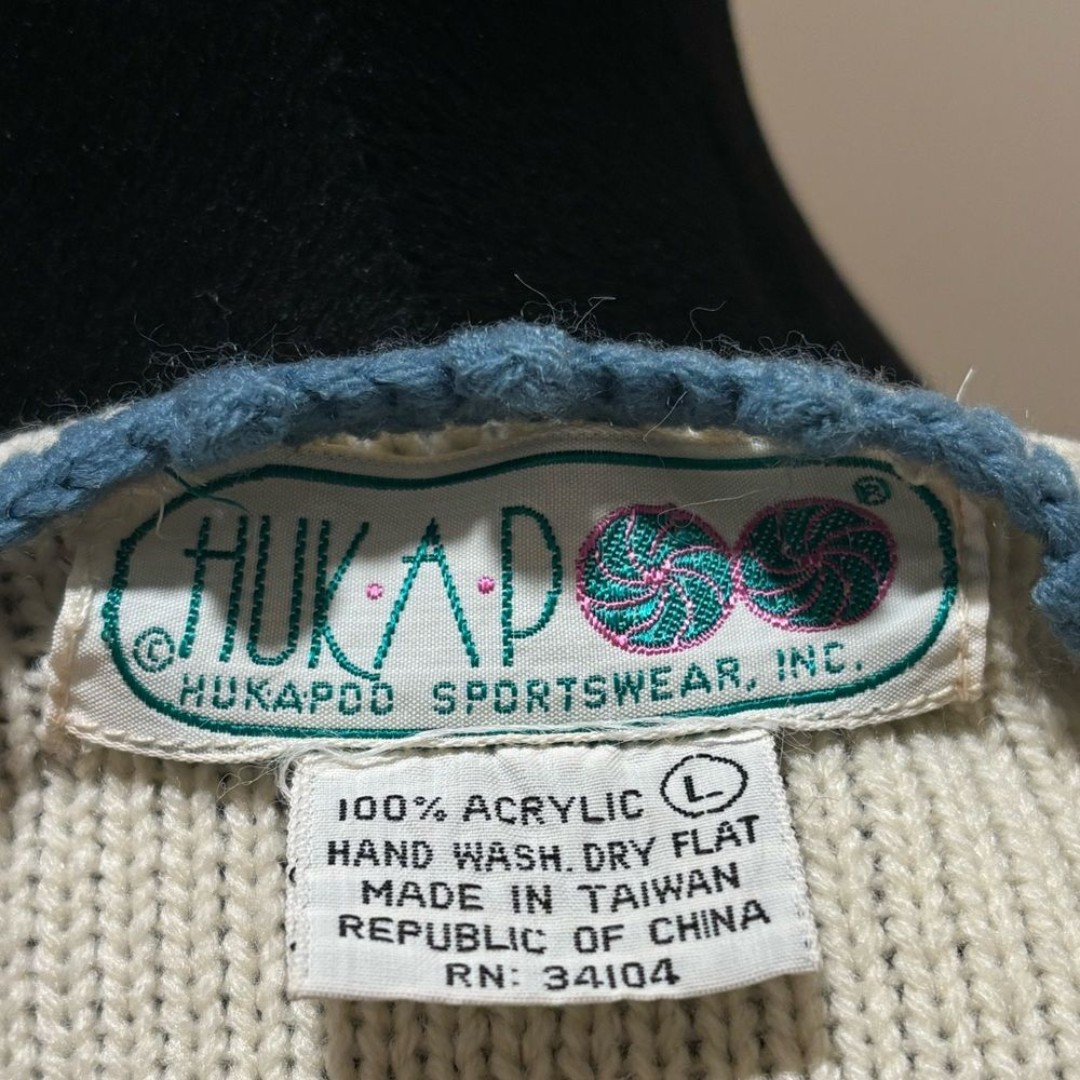 HUK·A·POO ®
© HUKAPOO SPORTSWEAR, INC.
100% ACRYLIC L
HAND WASH. DRY FLAT
MADE IN TAIWAN
REPUBLIC OF CHINA
RN: 34104